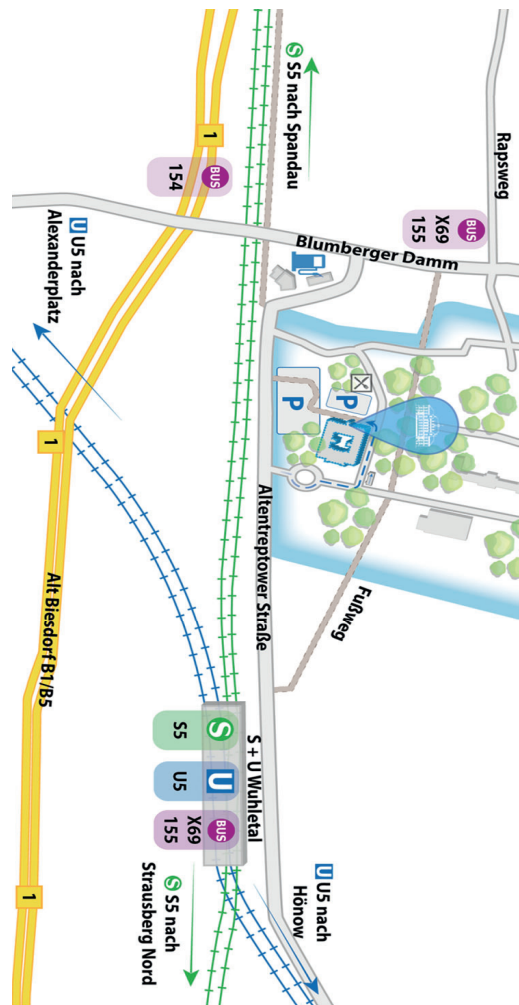 Rapsweg
BUS
X69
155
Blumberger Damm
Fußweg
P
P
H
U U5 nach
Hönow
S S5 nach Spandau
Altentreptower Straße
S + U Wuhletal
S
S5
U
U5
BUS
X69
155
1
BUS
154
S S5 nach
Strausberg Nord
U U5 nach
Alexanderplatz
1
Alt Biesdorf B1/B5
1